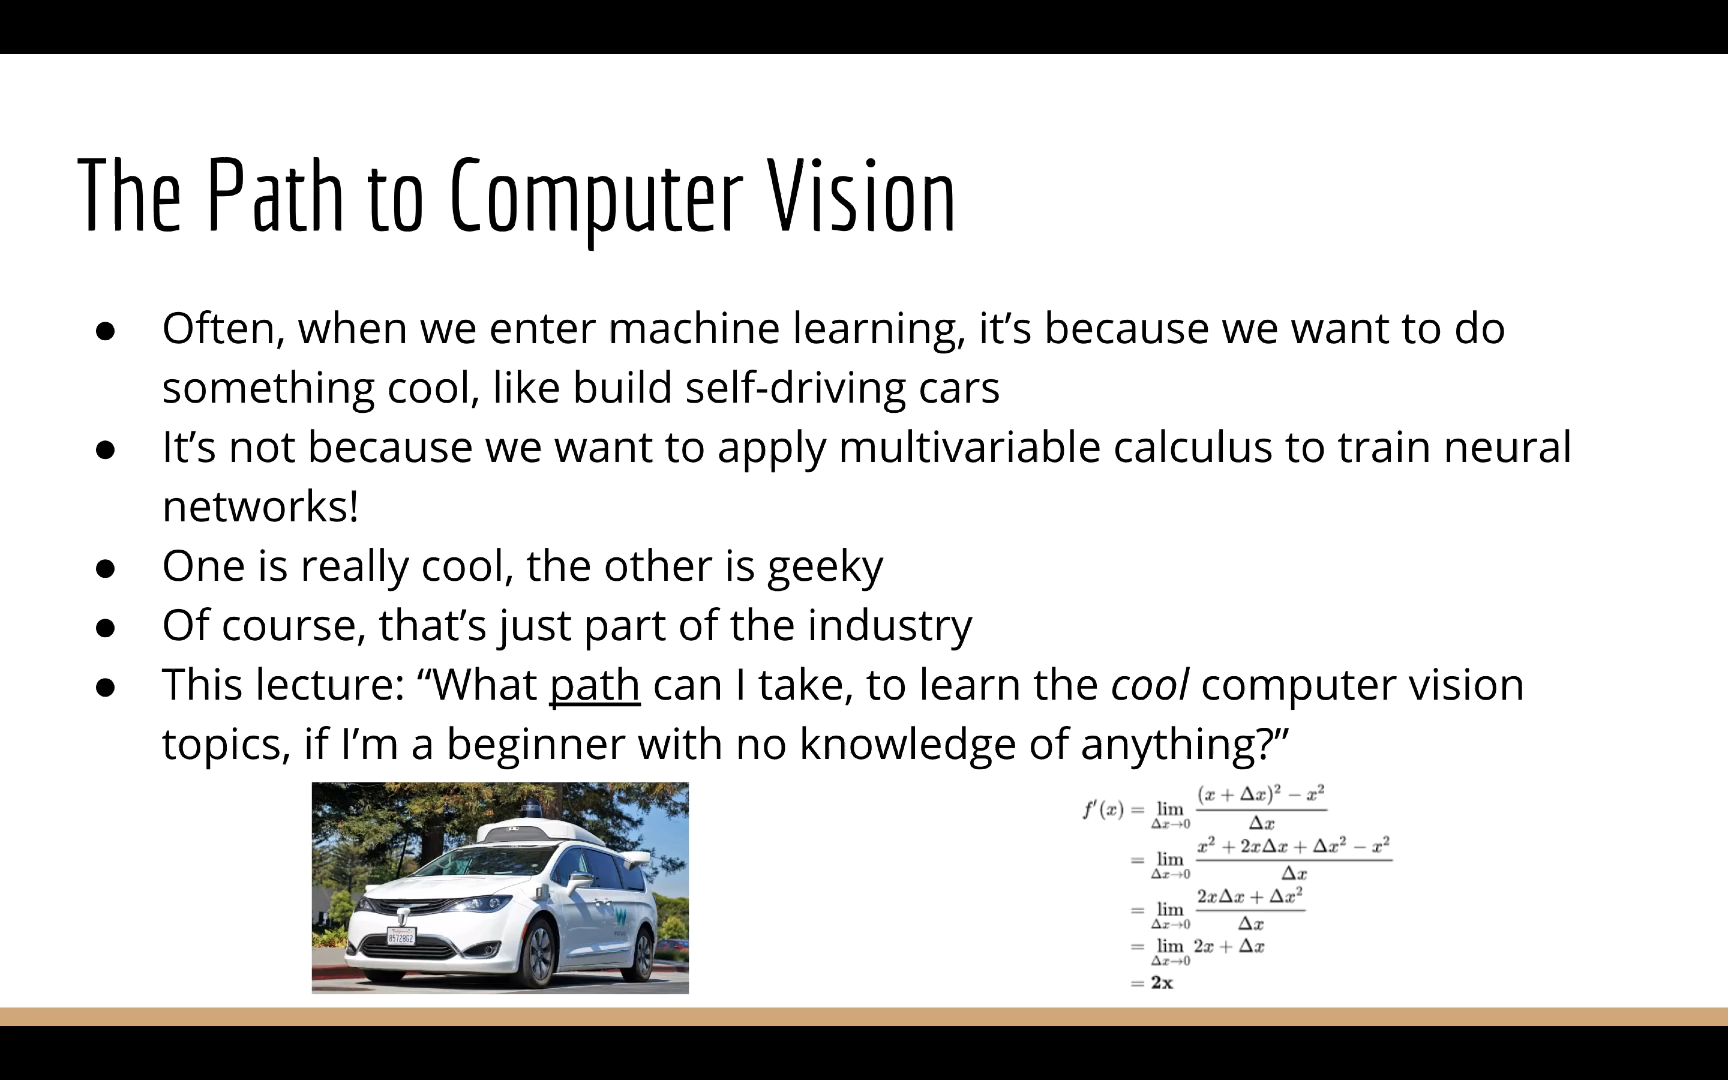 The Path to Computer Vision
● Often, when we enter machine learning, it’s because we want to do
something cool, like build self-driving cars
● It’s not because we want to apply multivariable calculus to train neural
networks!
● One is really cool, the other is geeky
● Of course, that’s just part of the industry
● This lecture: “What path can I take, to learn the cool computer vision
topics, if I’m a beginner with no knowledge of anything?”
f′(x) = lim Δx→0 ((x + Δx)² − x²) / Δx
= lim Δx→0 (x² + 2xΔx + Δx² − x²) / Δx
= lim Δx→0 (2xΔx + Δx²) / Δx
= lim Δx→0 2x + Δx
= 2x